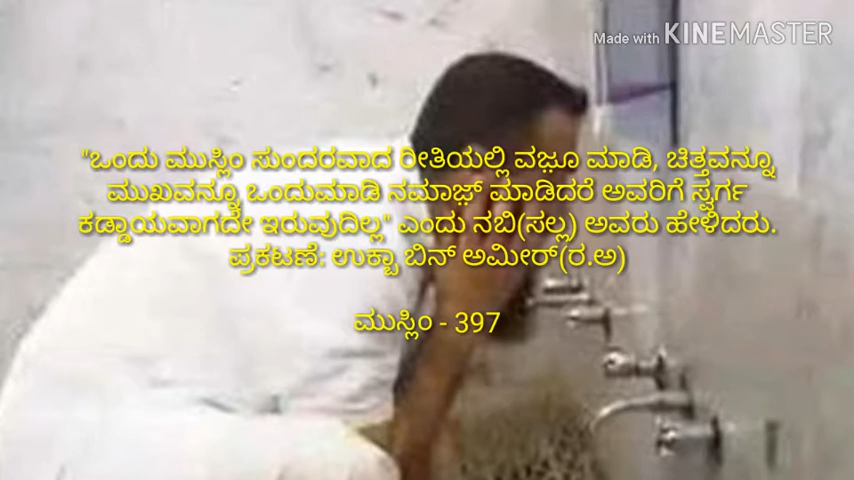 Made with KINEMASTER
"ಒಂದು ಮುಸ್ಲಿಂ ಸುಂದರವಾದ ರೀತಿಯಲ್ಲಿ ವಜ಼ೂ ಮಾಡಿ, ಚಿತ್ತವನ್ನೂ
ಮುಖವನ್ನೂ ಒಂದುಮಾಡಿ ನಮಾಝ್ ಮಾಡಿದರೆ ಅವರಿಗೆ ಸ್ವರ್ಗ
ಕಡ್ಡಾಯವಾಗದೇ ಇರುವುದಿಲ್ಲ" ಎಂದು ನಬಿ(ಸಲ್ಲ) ಅವರು ಹೇಳಿದರು.
ಪ್ರಕಟಣೆ: ಉಕ್ಬಾ ಬಿನ್ ಅಮೀರ್(ರ.ಅ)
ಮುಸ್ಲಿಂ - 397